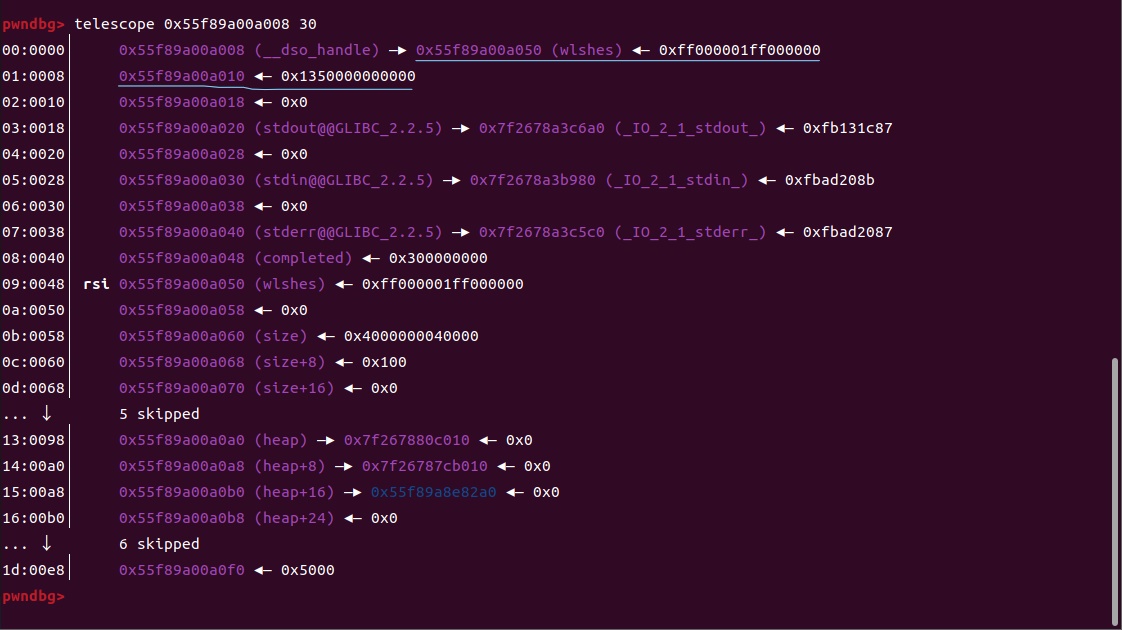 pwndbg> telescope 0x55f89a00a008 30
00:0000│ 0x55f89a00a008 (__dso_handle) —▸ 0x55f89a00a050 (wlshes) ◂— 0xff000001ff000000
01:0008│ 0x55f89a00a010 ◂— 0x1350000000000
02:0010│ 0x55f89a00a018 ◂— 0x0
03:0018│ 0x55f89a00a020 (stdout@@GLIBC_2.2.5) —▸ 0x7f2678a3c6a0 (_IO_2_1_stdout_) ◂— 0xfb131c87
04:0020│ 0x55f89a00a028 ◂— 0x0
05:0028│ 0x55f89a00a030 (stdin@@GLIBC_2.2.5) —▸ 0x7f2678a3b980 (_IO_2_1_stdin_) ◂— 0xfbad208b
06:0030│ 0x55f89a00a038 ◂— 0x0
07:0038│ 0x55f89a00a040 (stderr@@GLIBC_2.2.5) —▸ 0x7f2678a3c5c0 (_IO_2_1_stderr_) ◂— 0xfbad2087
08:0040│ 0x55f89a00a048 (completed) ◂— 0x300000000
09:0048│ rsi 0x55f89a00a050 (wlshes) ◂— 0xff000001ff000000
0a:0050│ 0x55f89a00a058 ◂— 0x0
0b:0058│ 0x55f89a00a060 (size) ◂— 0x4000000040000
0c:0060│ 0x55f89a00a068 (size+8) ◂— 0x100
0d:0068│ 0x55f89a00a070 (size+16) ◂— 0x0
... ↓ 5 skipped
13:0098│ 0x55f89a00a0a0 (heap) —▸ 0x7f267880c010 ◂— 0x0
14:00a0│ 0x55f89a00a0a8 (heap+8) —▸ 0x7f26787cb010 ◂— 0x0
15:00a8│ 0x55f89a00a0b0 (heap+16) —▸ 0x55f89a8e82a0 ◂— 0x0
16:00b0│ 0x55f89a00a0b8 (heap+24) ◂— 0x0
... ↓ 6 skipped
1d:00e8│ 0x55f89a00a0f0 ◂— 0x5000
pwndbg>